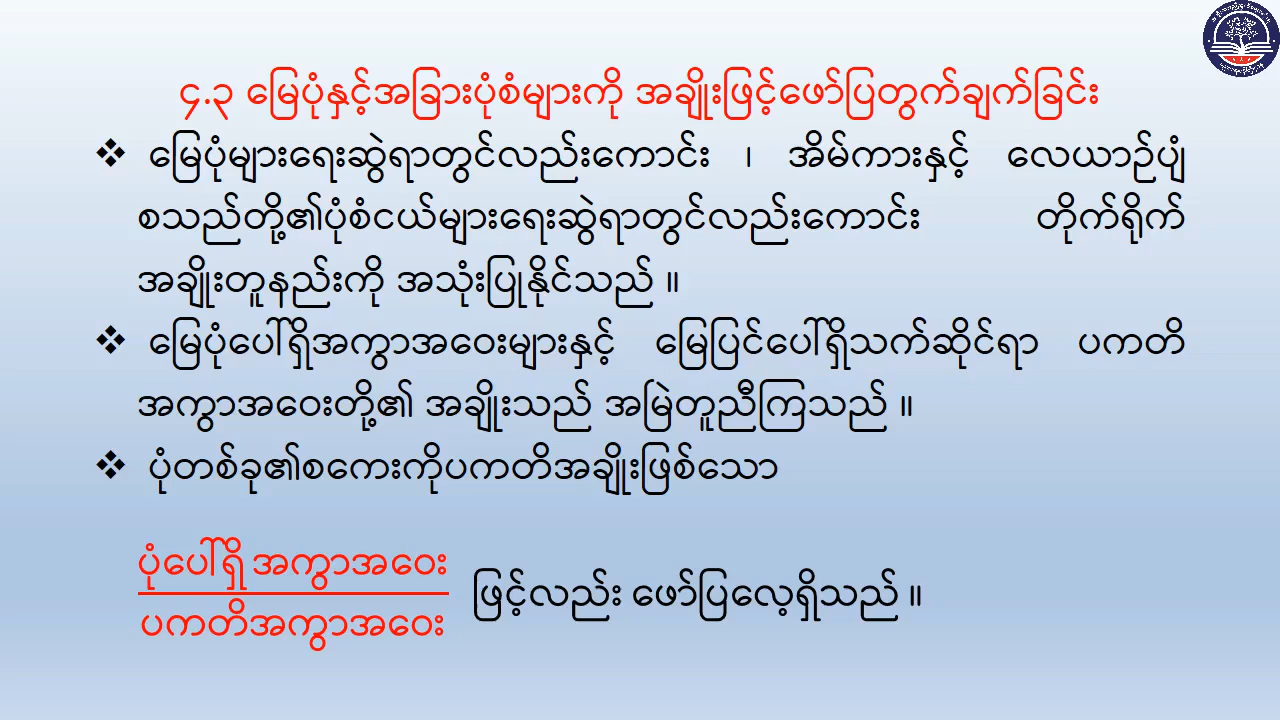 ၄.၃ မြေပုံနှင့်အခြားပုံစံများကို အချိုးဖြင့်ဖော်ပြတွက်ချက်ခြင်း
❖ မြေပုံများရေးဆွဲရာတွင်လည်းကောင်း ၊ အိမ်ကားနှင့် လေယာဉ်ပျံ
စသည်တို့၏ပုံစံငယ်များရေးဆွဲရာတွင်လည်းကောင်း တိုက်ရိုက်
အချိုးတူနည်းကို အသုံးပြုနိုင်သည် ။
❖ မြေပုံပေါ်ရှိအကွာအဝေးများနှင့် မြေပြင်ပေါ်ရှိသက်ဆိုင်ရာ ပကတိ
အကွာအဝေးတို့၏ အချိုးသည် အမြဲတူညီကြသည် ။
❖ ပုံတစ်ခု၏စကေးကိုပကတိအချိုးဖြစ်သော
ပုံပေါ်ရှိ အကွာအဝေး
ပကတိအကွာအဝေး
ဖြင့်လည်း ဖော်ပြလေ့ရှိသည် ။